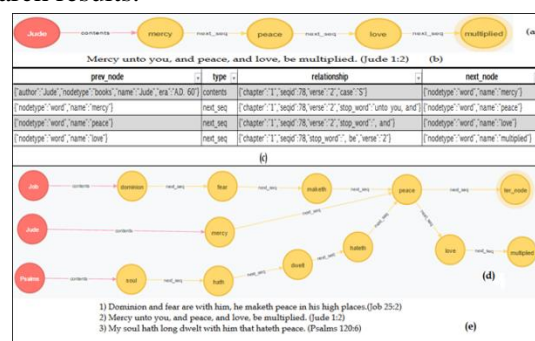 arch results.
Jude contents mercy next_seq peace next_seq love next_seq multiplied (a)
Mercy unto you, and peace, and love, be multiplied. (Jude 1:2) (b)
prev_node type relationship next_node
{"author":"Jude","nodetype":"books","name":"Jude","era":"A.D. 60"} contents {"chapter":"1","seqid":78,"verse":"2","case":"S"} {"nodetype":"word","name":"mercy"}
{"nodetype":"word","name":"mercy"} next_seq {"chapter":"1","seqid":78,"verse":"2","stop_word":"unto you, and"} {"nodetype":"word","name":"peace"}
{"nodetype":"word","name":"peace"} next_seq {"chapter":"1","seqid":78,"verse":"2","stop_word":", and"} {"nodetype":"word","name":"love"}
{"nodetype":"word","name":"love"} next_seq {"chapter":"1","seqid":78,"stop_word":", be","verse":"2"} {"nodetype":"word","name":"multiplied"}
(c)
Job contents dominion next_seq fear next_seq maketh next_seq peace next_seq ter_node
Jude contents mercy next_seq
next_seq love next_seq multiplied
Psalms contents soul next_seq hath next_seq dwell next_seq hateth next_seq
(d)
1) Dominion and fear are with him, he maketh peace in his high places.(Job 25:2)
2) Mercy unto you, and peace, and love, be multiplied. (Jude 1:2)
3) My soul hath long dwelt with him that hateth peace. (Psalms 120:6)
(e)